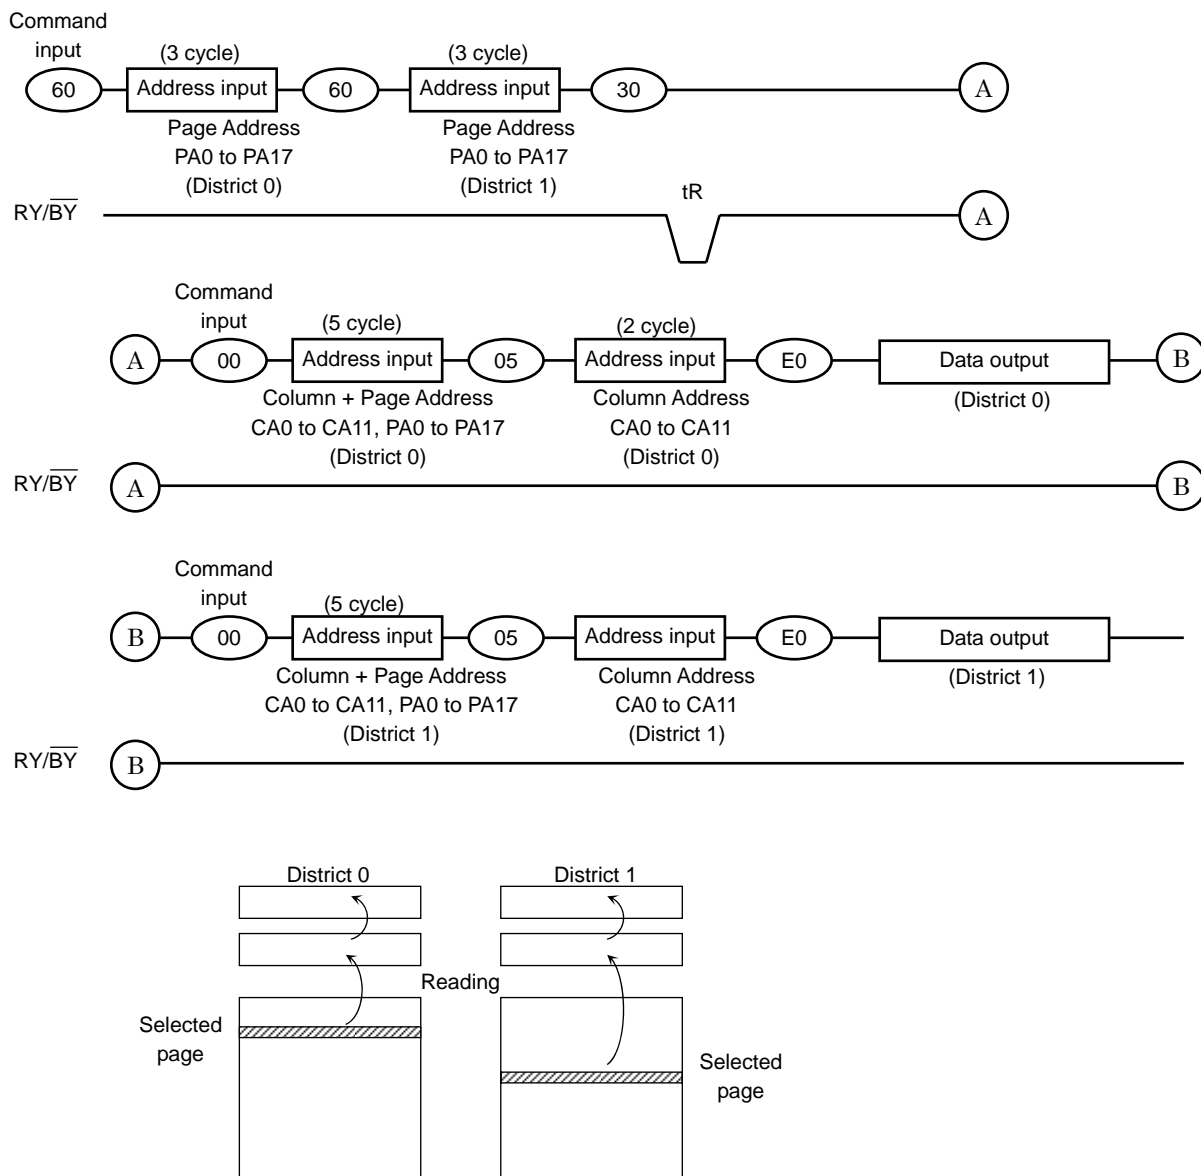 Command
input
(3 cycle)
(3 cycle)
60
Address input
60
Address input
30
A
Page Address
PA0 to PA17
(District 0)
Page Address
PA0 to PA17
(District 1)
tR
RY/B̅Y̅
A
Command
input
(5 cycle)
(2 cycle)
A
00
Address input
05
Address input
E0
Data output
B
Column + Page Address
CA0 to CA11, PA0 to PA17
(District 0)
Column Address
CA0 to CA11
(District 0)
(District 0)
RY/B̅Y̅
A
B
Command
input
(5 cycle)
B
00
Address input
05
Address input
E0
Data output
Column + Page Address
CA0 to CA11, PA0 to PA17
(District 1)
Column Address
CA0 to CA11
(District 1)
(District 1)
RY/B̅Y̅
B
District 0
District 1
Reading
Selected
page
Selected
page